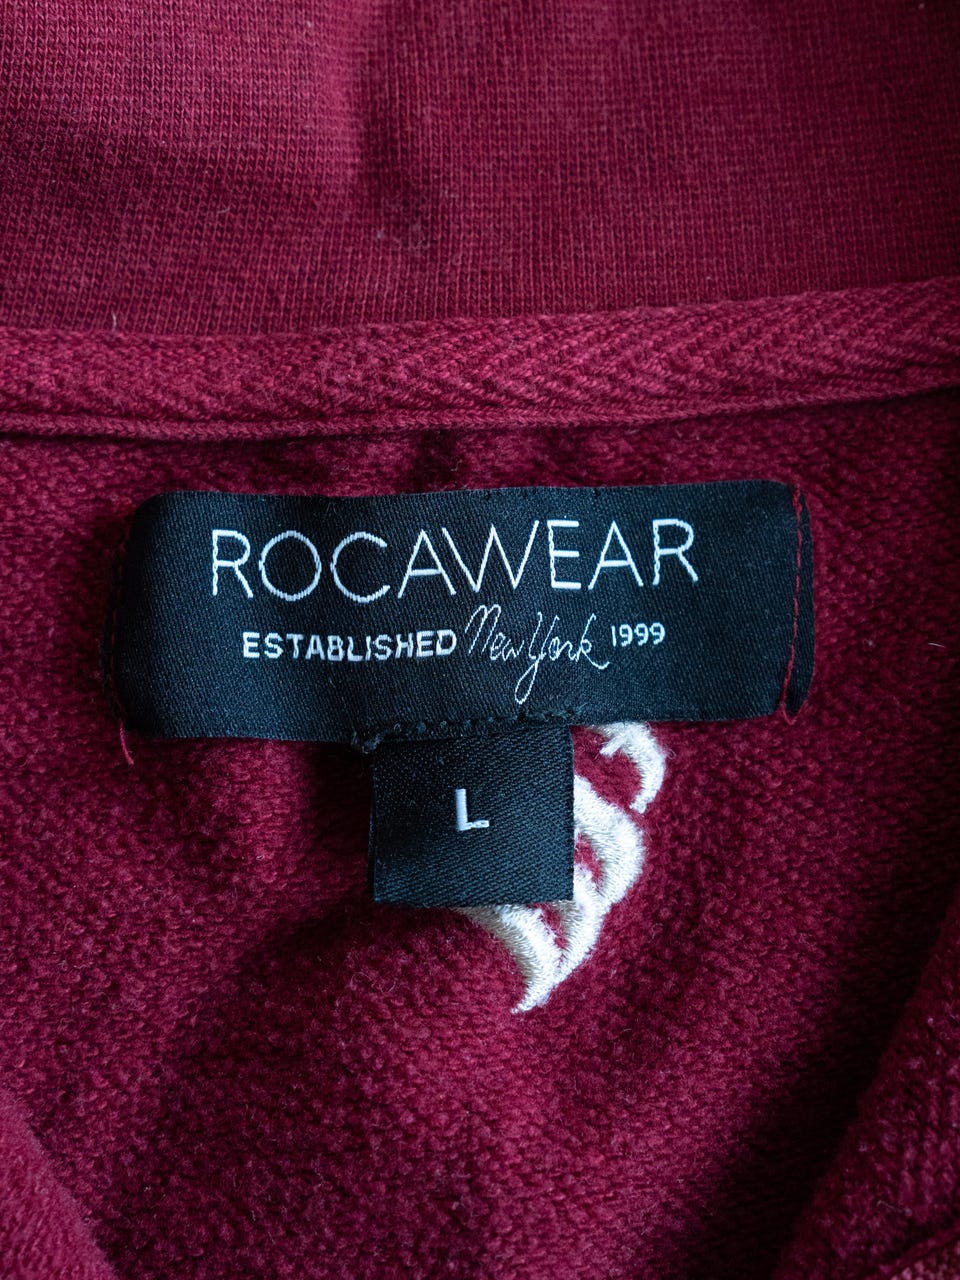 ROCAWEAR
ESTABLISHED New York 1999
L